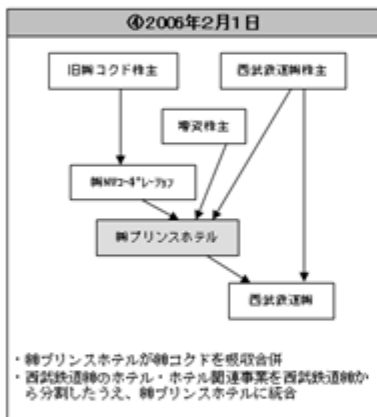 ④2006年2月1日
旧㈱コクド株主
西武鉄道㈱株主
増資株主
㈱NWコーポレーション
㈱プリンスホテル
西武鉄道㈱
・㈱プリンスホテルが㈱コクドを吸収合併
・西武鉄道㈱のホテル・ホテル関連事業を西武鉄道㈱か
ら分割したうえ、㈱プリンスホテルに統合